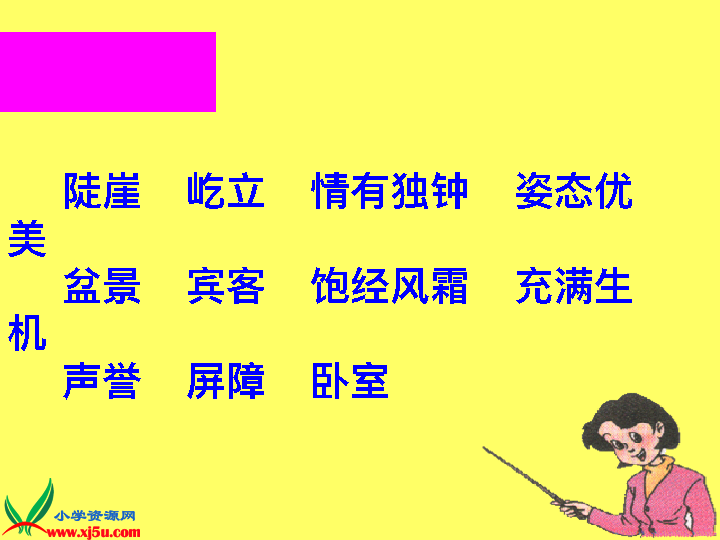 陡崖 屹立 情有独钟 姿态优
美
盆景 宾客 饱经风霜 充满生
机
声誉 屏障 卧室
小学资源网
www.xj5u.com